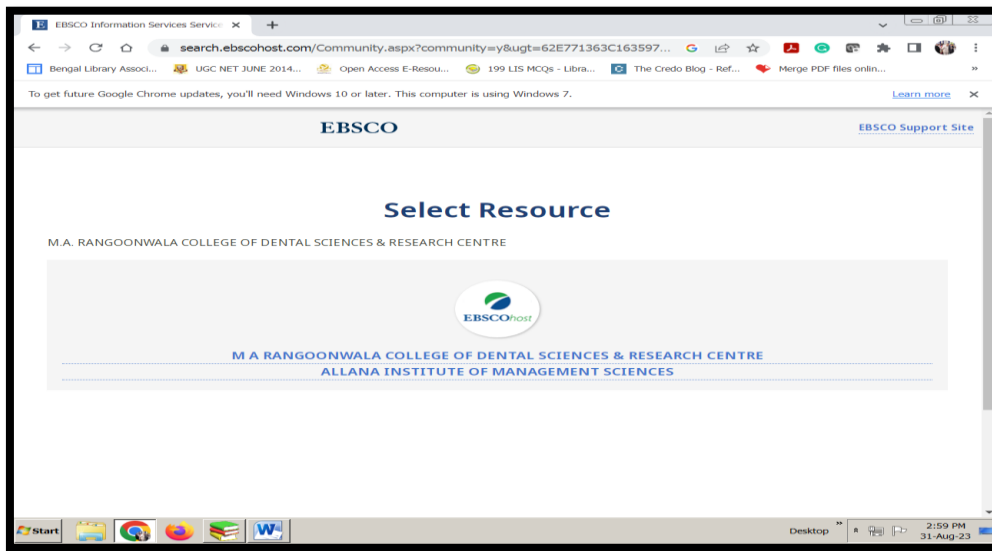 EBSCO Information Services Service
search.ebscohost.com/Community.aspx?community=y&ugt=62E771363C163597...
Bengal Library Associ... UGC NET JUNE 2014... Open Access E-Resou... 199 LIS MCQs - Libra... The Credo Blog - Ref... Merge PDF files onlin...
To get future Google Chrome updates, you'll need Windows 10 or later. This computer is using Windows 7. Learn more
EBSCO EBSCO Support Site
Select Resource
M.A. RANGOONWALA COLLEGE OF DENTAL SCIENCES & RESEARCH CENTRE
EBSCOhost
M A RANGOONWALA COLLEGE OF DENTAL SCIENCES & RESEARCH CENTRE
ALLANA INSTITUTE OF MANAGEMENT SCIENCES
Start Desktop 2:59 PM
31-Aug-23